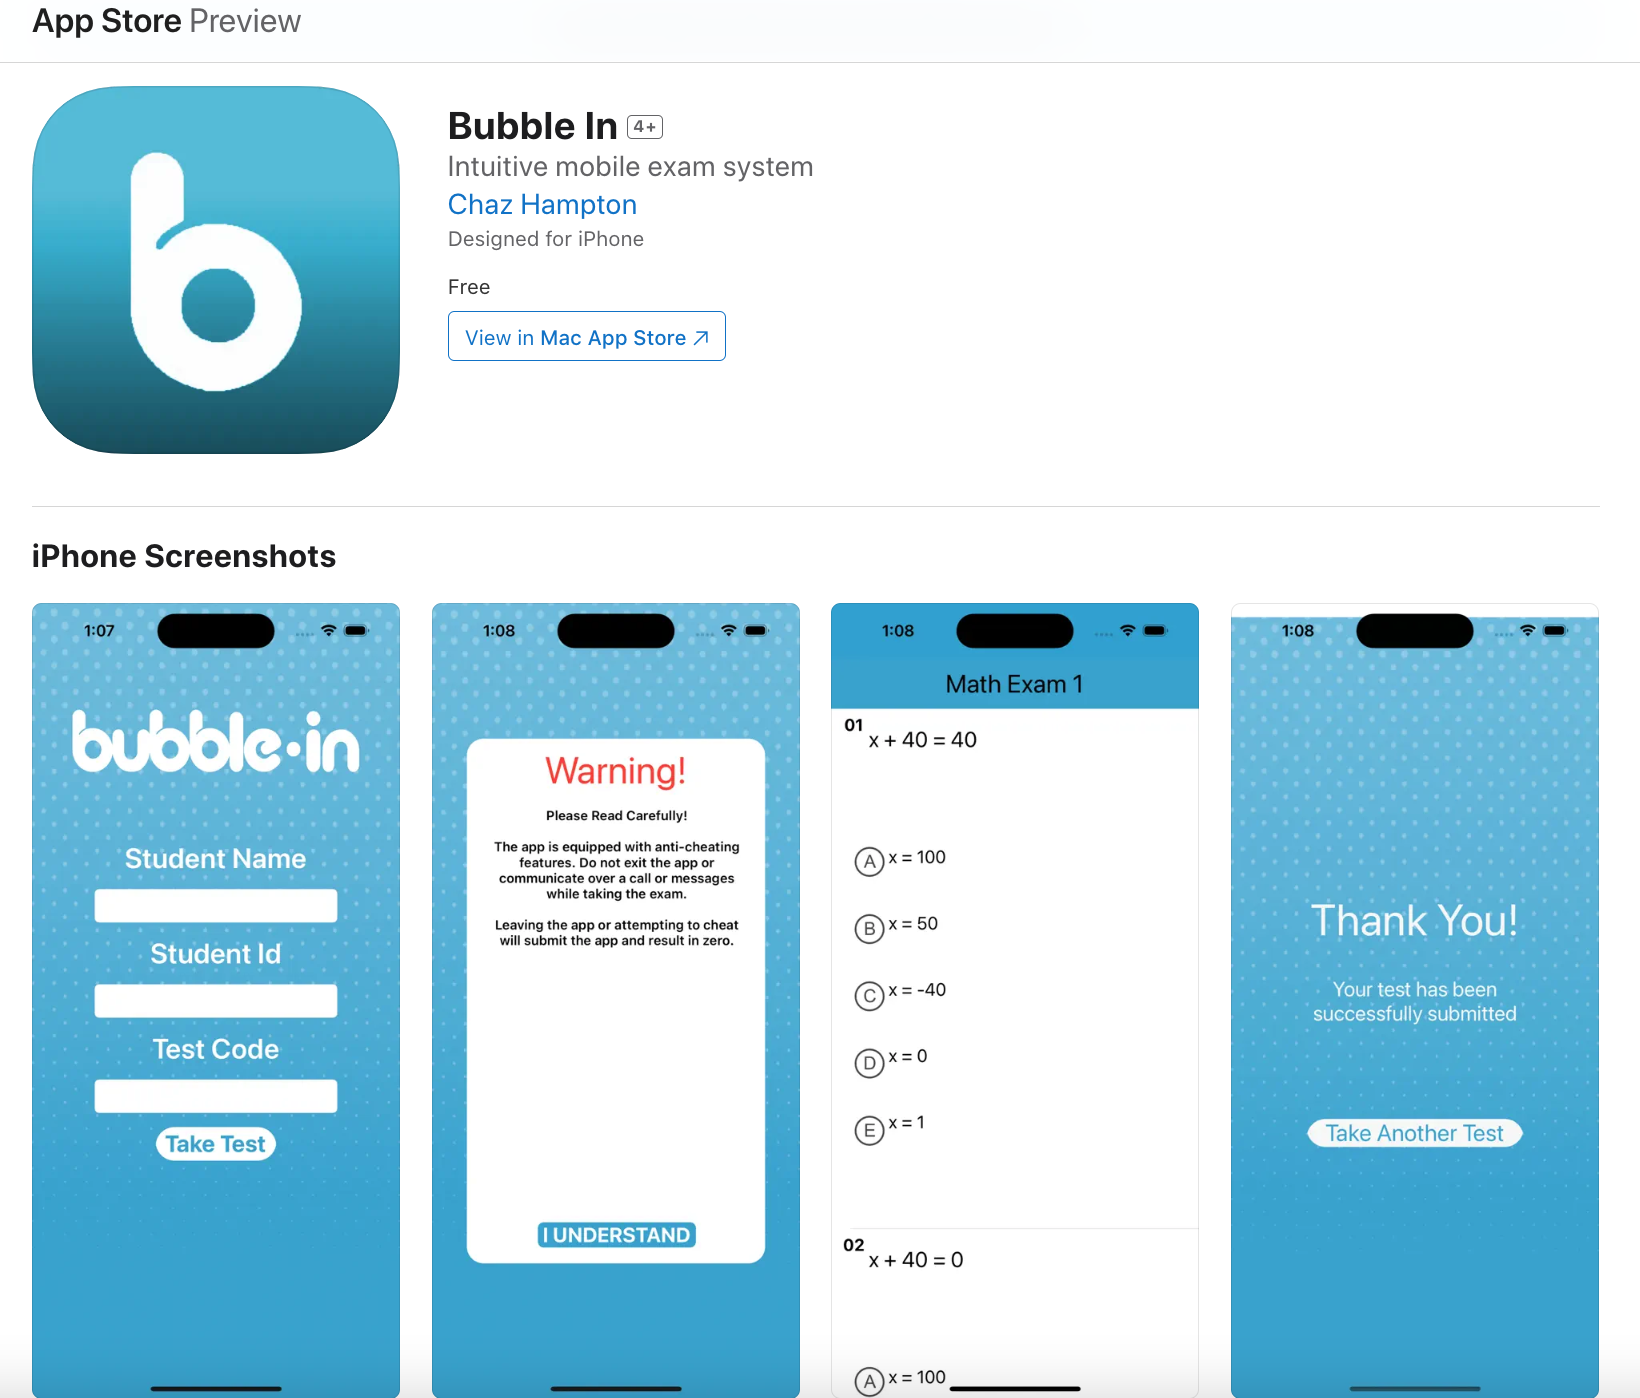 App Store Preview
b
Bubble In 4+
Intuitive mobile exam system
Chaz Hampton
Designed for iPhone
Free
View in Mac App Store
iPhone Screenshots
1:07
bubble·in
Student Name
Student Id
Test Code
Take Test
1:08
Warning!
Please Read Carefully!
The app is equipped with anti-cheating
features. Do not exit the app or
communicate over a call or messages
while taking the exam.
Leaving the app or attempting to cheat
will submit the app and result in zero.
I UNDERSTAND
1:08
Math Exam 1
01
x + 40 = 40
A x = 100
B x = 50
C x = -40
D x = 0
E x = 1
02
x + 40 = 0
A x = 100
1:08
Thank You!
Your test has been
successfully submitted
Take Another Test